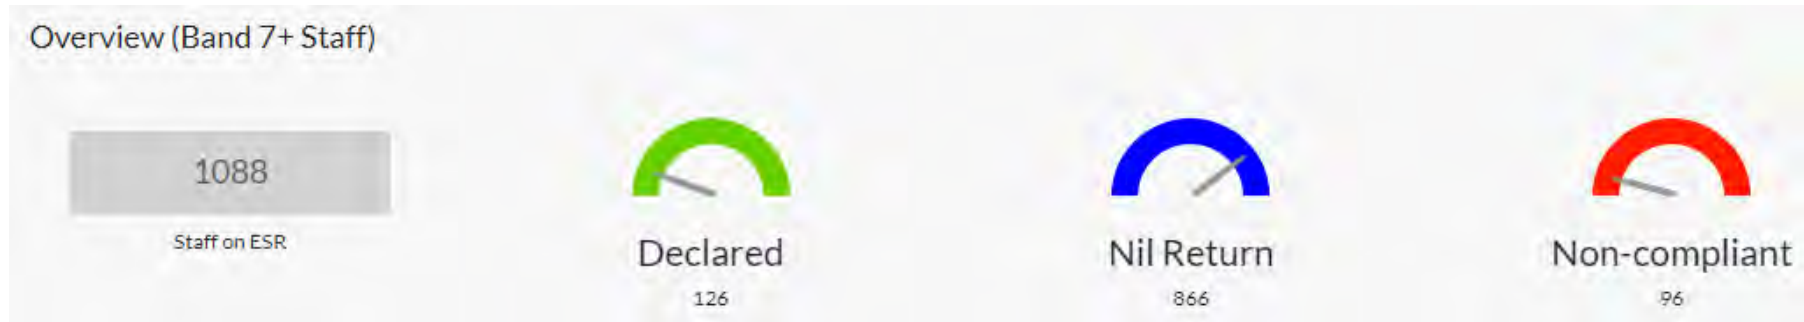 Overview (Band 7+ Staff)
1088
Staff on ESR
Declared
126
Nil Return
866
Non-compliant
96